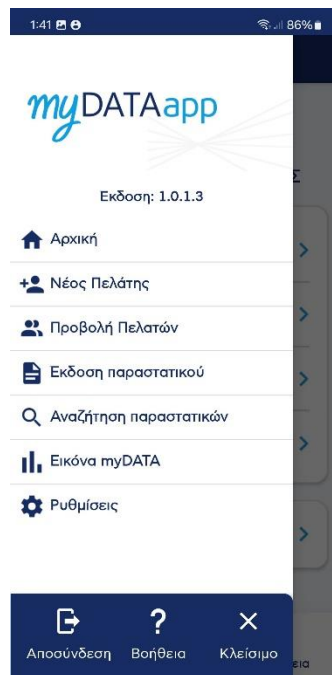 1:41 86%
myDATAapp
Σ
Εκδοση: 1.0.1.3
Αρχική
Νέος Πελάτης
Προβολή Πελατών
Εκδοση παραστατικού
Αναζήτηση παραστατικών
Εικόνα myDATA
Ρυθμίσεις
Αποσύνδεση Βοήθεια Κλείσιμο
εια